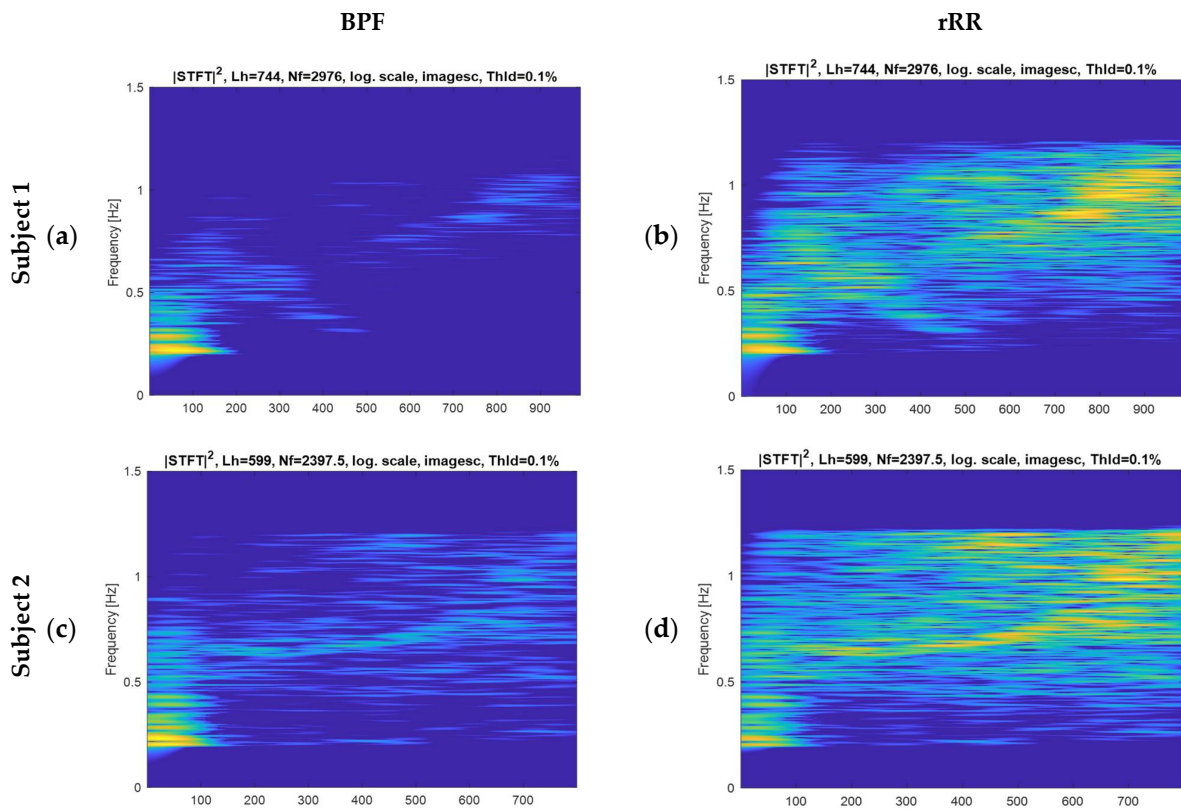 BPF
rRR
Subject 1
(a)
|STFT|², Lh=744, Nf=2976, log. scale, imagesc, Thld=0.1%
Frequency [Hz]
1.5
1
0.5
0
100 200 300 400 500 600 700 800 900
(b)
|STFT|², Lh=744, Nf=2976, log. scale, imagesc, Thld=0.1%
Frequency [Hz]
1.5
1
0.5
0
100 200 300 400 500 600 700 800 900
Subject 2
(c)
|STFT|², Lh=599, Nf=2397.5, log. scale, imagesc, Thld=0.1%
Frequency [Hz]
1.5
1
0.5
0
100 200 300 400 500 600 700
(d)
|STFT|², Lh=599, Nf=2397.5, log. scale, imagesc, Thld=0.1%
Frequency [Hz]
1.5
1
0.5
0
100 200 300 400 500 600 700